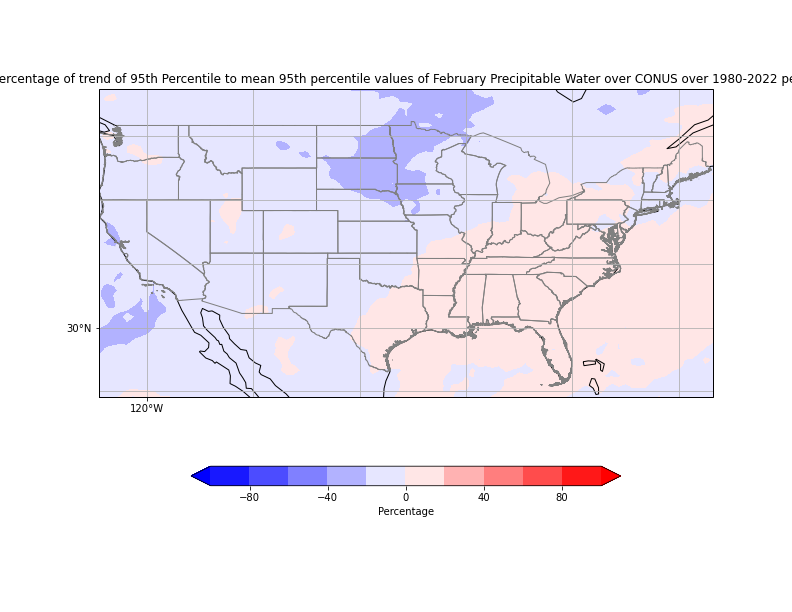 ercentage of trend of 95th Percentile to mean 95th percentile values of February Precipitable Water over CONUS over 1980-2022 pe
30°N
120°W
−80 −40 0 40 80
Percentage